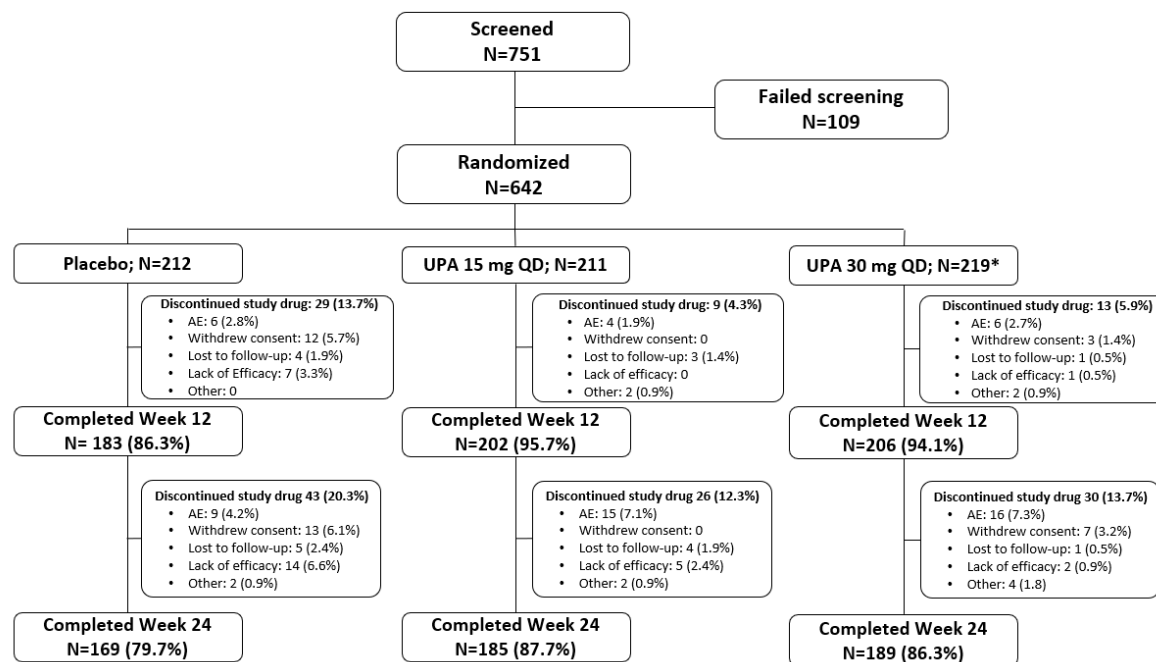 Screened
N=751
Failed screening
N=109
Randomized
N=642
Placebo; N=212
UPA 15 mg QD; N=211
UPA 30 mg QD; N=219*
Discontinued study drug: 29 (13.7%)
• AE: 6 (2.8%)
• Withdrew consent: 12 (5.7%)
• Lost to follow-up: 4 (1.9%)
• Lack of Efficacy: 7 (3.3%)
• Other: 0
Discontinued study drug: 9 (4.3%)
• AE: 4 (1.9%)
• Withdrew consent: 0
• Lost to follow-up: 3 (1.4%)
• Lack of efficacy: 0
• Other: 2 (0.9%)
Discontinued study drug: 13 (5.9%)
• AE: 6 (2.7%)
• Withdrew consent: 3 (1.4%)
• Lost to follow-up: 1 (0.5%)
• Lack of efficacy: 1 (0.5%)
• Other: 2 (0.9%)
Completed Week 12
N= 183 (86.3%)
Completed Week 12
N=202 (95.7%)
Completed Week 12
N=206 (94.1%)
Discontinued study drug 43 (20.3%)
• AE: 9 (4.2%)
• Withdrew consent: 13 (6.1%)
• Lost to follow-up: 5 (2.4%)
• Lack of efficacy: 14 (6.6%)
• Other: 2 (0.9%)
Discontinued study drug 26 (12.3%)
• AE: 15 (7.1%)
• Withdrew consent: 0
• Lost to follow-up: 4 (1.9%)
• Lack of efficacy: 5 (2.4%)
• Other: 2 (0.9%)
Discontinued study drug 30 (13.7%)
• AE: 16 (7.3%)
• Withdrew consent: 7 (3.2%)
• Lost to follow-up: 1 (0.5%)
• Lack of efficacy: 2 (0.9%)
• Other: 4 (1.8)
Completed Week 24
N=169 (79.7%)
Completed Week 24
N=185 (87.7%)
Completed Week 24
N=189 (86.3%)